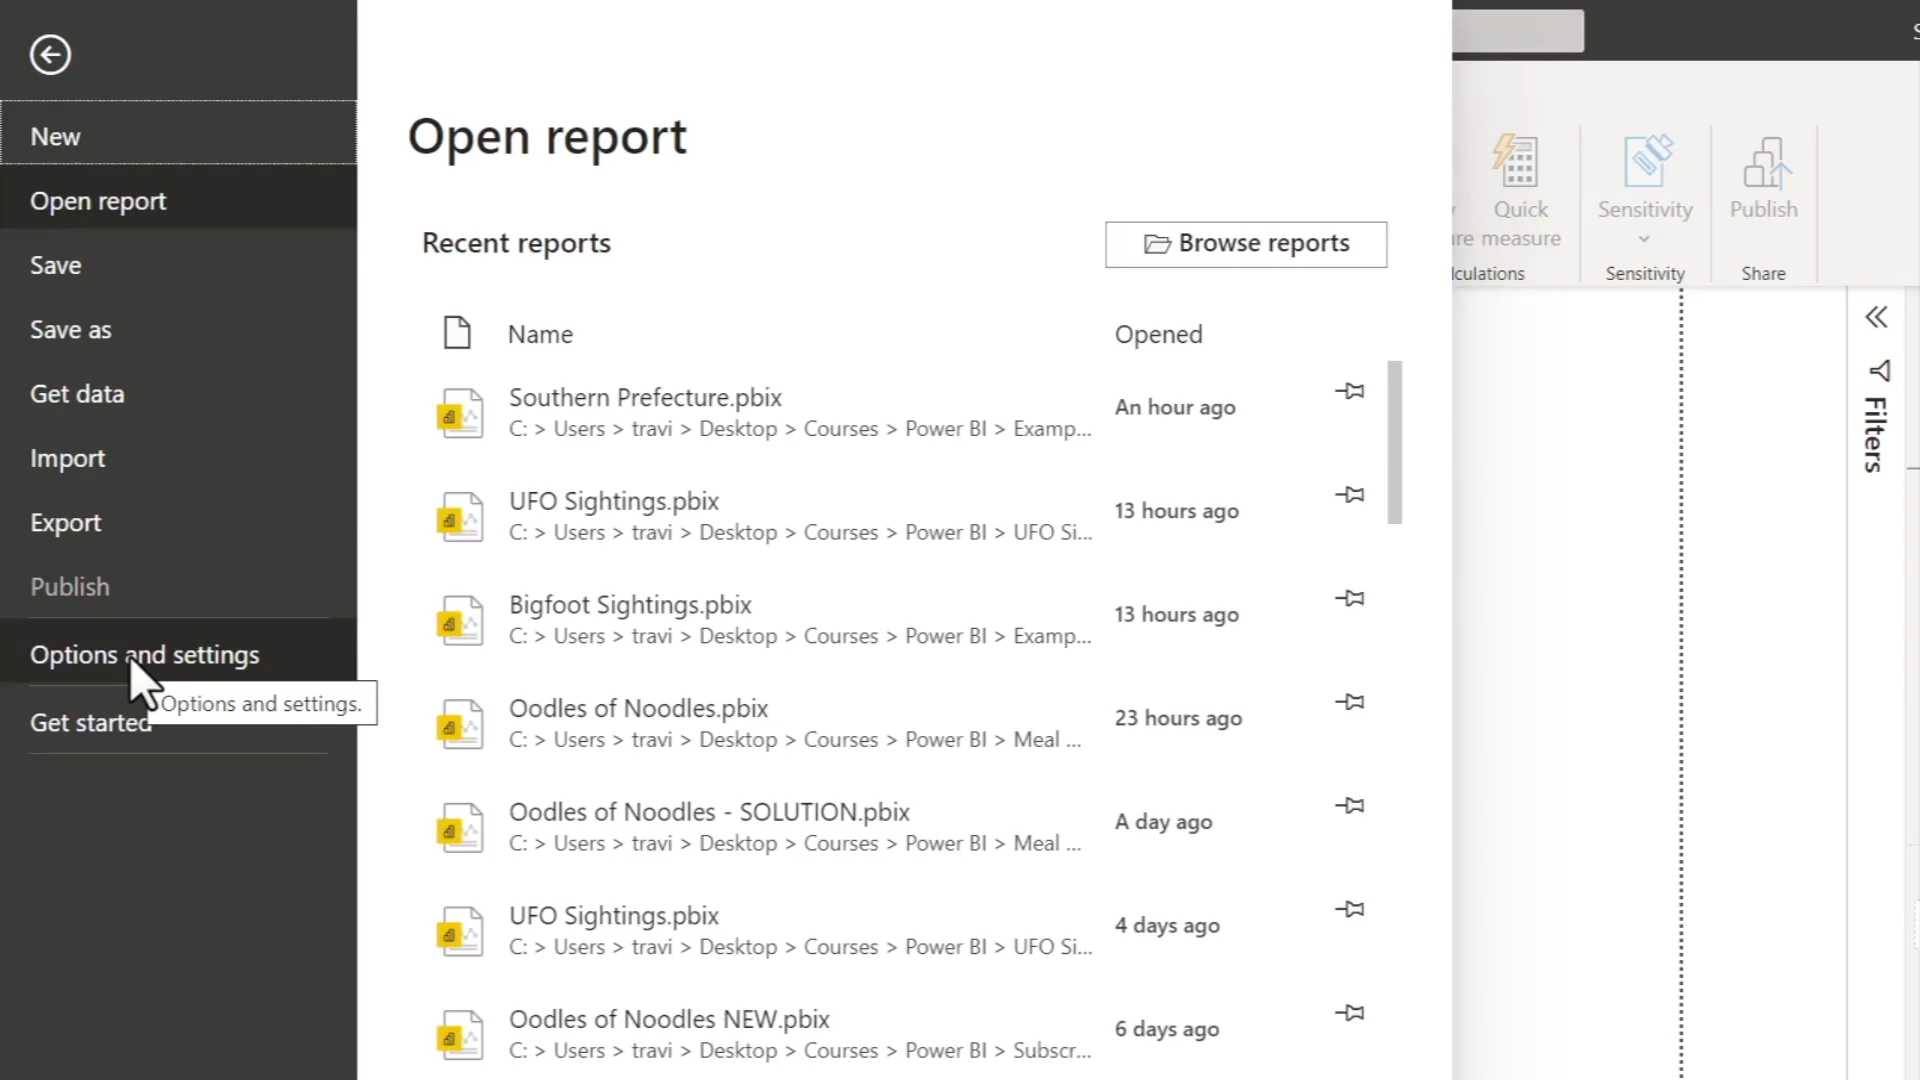 New
Open report
Save
Save as
Get data
Import
Export
Publish
Options and settings
Options and settings.
Get started
Open report
Recent reports
Browse reports
Name
Opened
Southern Prefecture.pbix
C: > Users > travi > Desktop > Courses > Power BI > Examp...
An hour ago
UFO Sightings.pbix
C: > Users > travi > Desktop > Courses > Power BI > UFO Si...
13 hours ago
Bigfoot Sightings.pbix
C: > Users > travi > Desktop > Courses > Power BI > Examp...
13 hours ago
Oodles of Noodles.pbix
C: > Users > travi > Desktop > Courses > Power BI > Meal ...
23 hours ago
Oodles of Noodles - SOLUTION.pbix
C: > Users > travi > Desktop > Courses > Power BI > Meal ...
A day ago
UFO Sightings.pbix
C: > Users > travi > Desktop > Courses > Power BI > UFO Si...
4 days ago
Oodles of Noodles NEW.pbix
C: > Users > travi > Desktop > Courses > Power BI > Subscr...
6 days ago
Quick
measure
lculations
Sensitivity
Sensitivity
Publish
Share
Filters